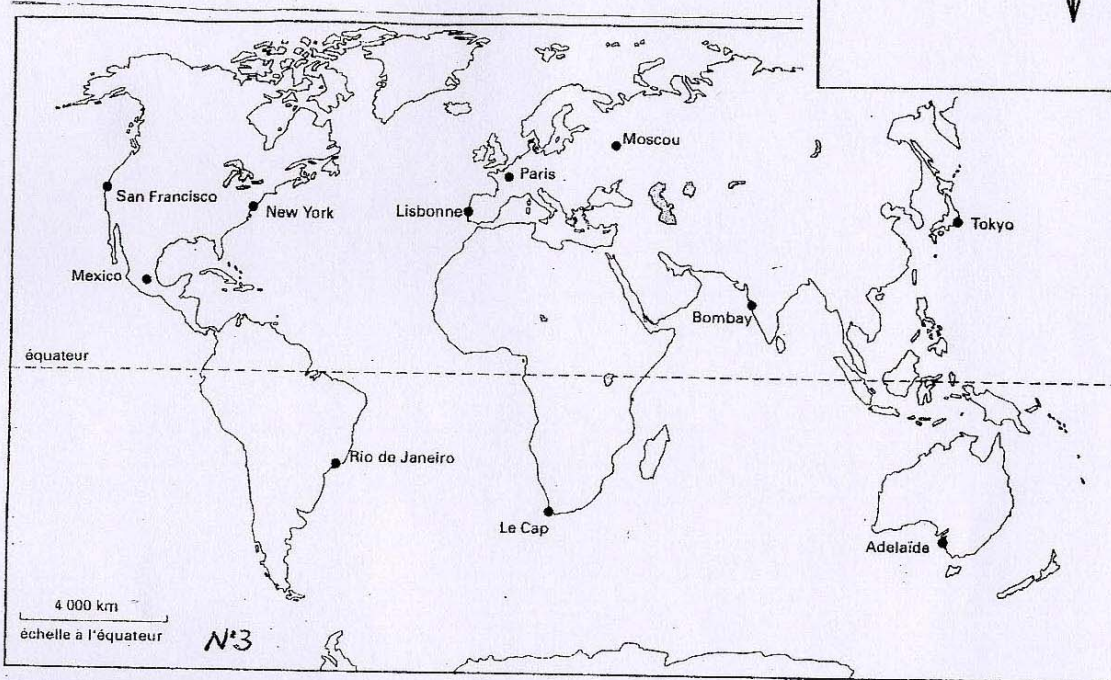 Moscou
Paris
San Francisco
New York
Lisbonne
Tokyo
Mexico
Bombay
équateur
Rio de Janeiro
Le Cap
Adelaïde
4 000 km
échelle à l'équateur
N°3